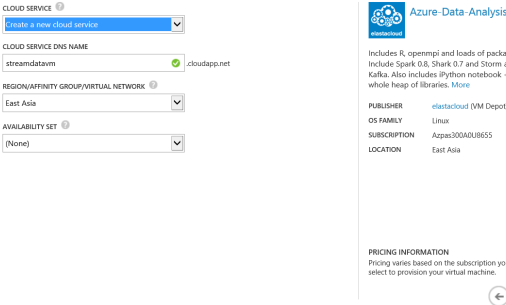 CLOUD SERVICE
Create a new cloud service
CLOUD SERVICE DNS NAME
streamdatavm
.cloudapp.net
REGION/AFFINITY GROUP/VIRTUAL NETWORK
East Asia
AVAILABILITY SET
(None)
elastacloud
Azure-Data-Analysis
Includes R, openmpi and loads of packa
Include Spark 0.8, Shark 0.7 and Storm a
Kafka. Also includes iPython notebook -
whole heap of libraries. More
PUBLISHER elastacloud (VM Depot
OS FAMILY Linux
SUBSCRIPTION Azpas300A0U8655
LOCATION East Asia
PRICING INFORMATION
Pricing varies based on the subscription yo
select to provision your virtual machine.